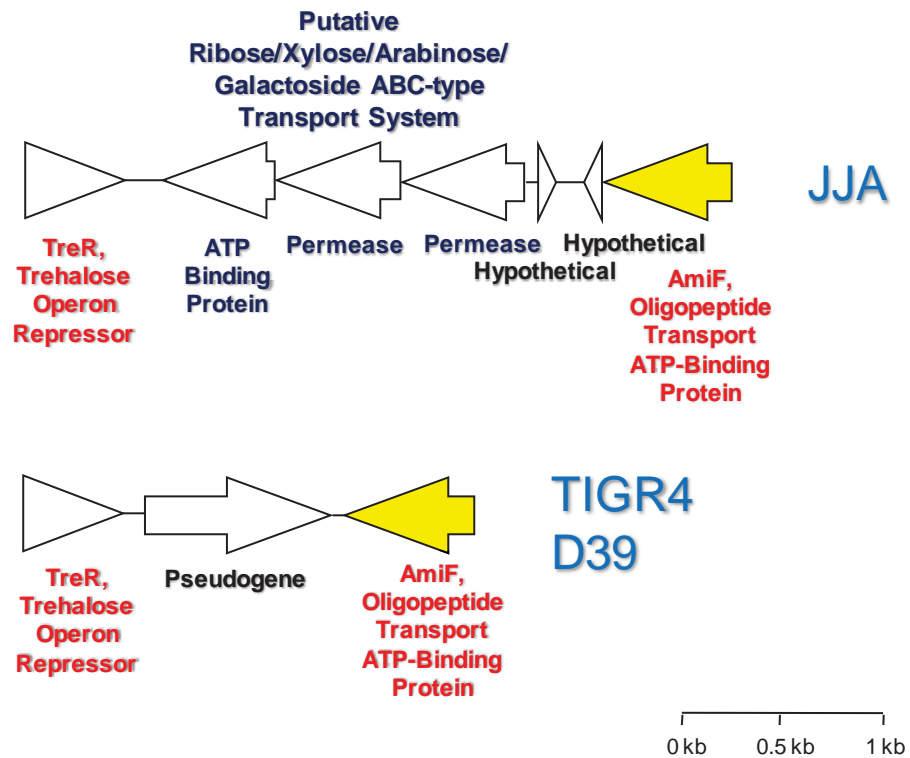 Putative
Ribose/Xylose/Arabinose/
Galactoside ABC-type
Transport System
JJA
TreR,
Trehalose
Operon
Repressor
ATP
Binding
Protein
Permease
Permease
Hypothetical
Hypothetical
AmiF,
Oligopeptide
Transport
ATP-Binding
Protein
TIGR4
D39
TreR,
Trehalose
Operon
Repressor
Pseudogene
AmiF,
Oligopeptide
Transport
ATP-Binding
Protein
0 kb 0.5 kb 1 kb